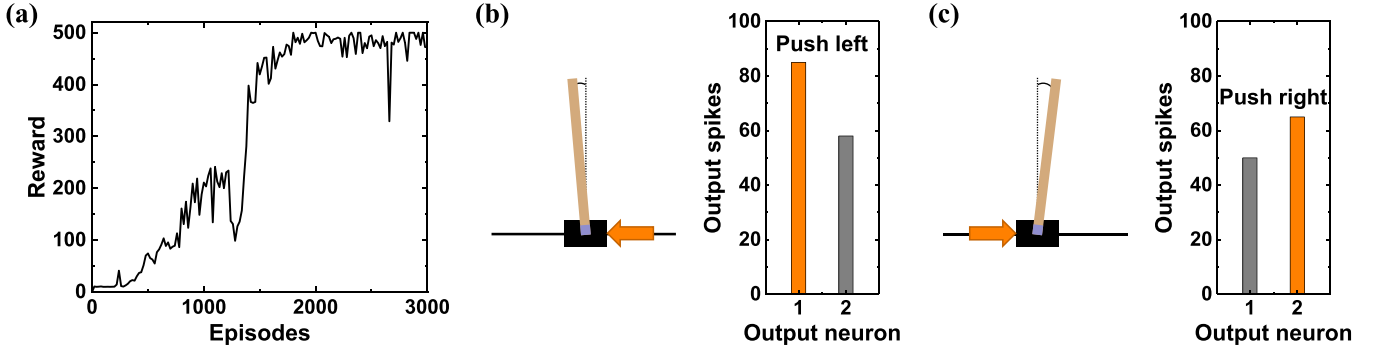 (a)
500
400
300
200
100
0
Reward
0 1000 2000 3000
Episodes
(b)
100
80
60
40
20
0
Output spikes
Push left
1 2
Output neuron
(c)
100
80
60
40
20
0
Output spikes
Push right
1 2
Output neuron